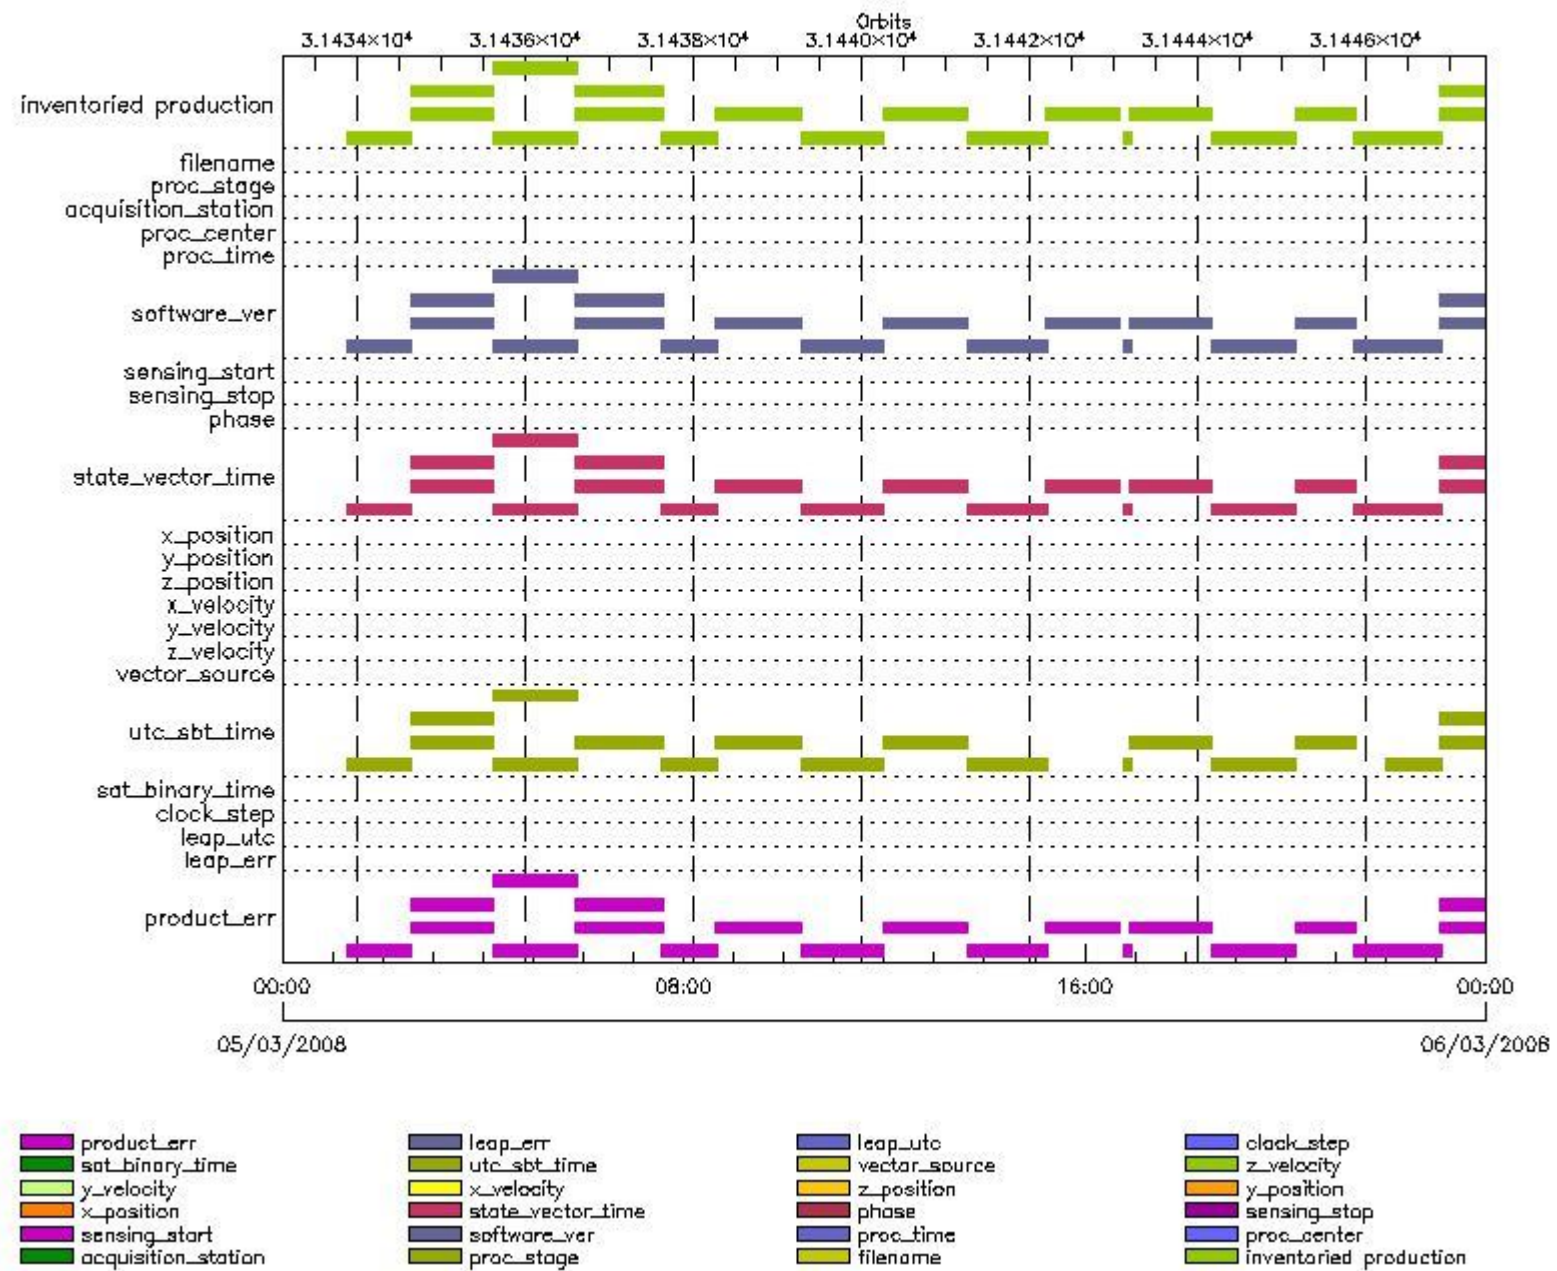 Orbits
3.1434×10⁴ 3.1436×10⁴ 3.1438×10⁴ 3.1440×10⁴ 3.1442×10⁴ 3.1444×10⁴ 3.1446×10⁴
inventoried production
filename
proc_stage
acquisition_station
proc_center
proc_time
software_ver
sensing_start
sensing_stop
phase
state_vector_time
x_position
y_position
z_position
x_velocity
y_velocity
z_velocity
vector_source
utc_sbt_time
sat_binary_time
clock_step
leap_utc
leap_err
product_err
00:00 08:00 16:00 00:00
05/03/2008 06/03/2008
product_err leap_err leap_utc clock_step
sat_binary_time utc_sbt_time vector_source z_velocity
y_velocity x_velocity z_position y_position
x_position state_vector_time phase sensing_stop
sensing_start software_ver proc_time proc_center
acquisition_station proc_stage filename inventoried production